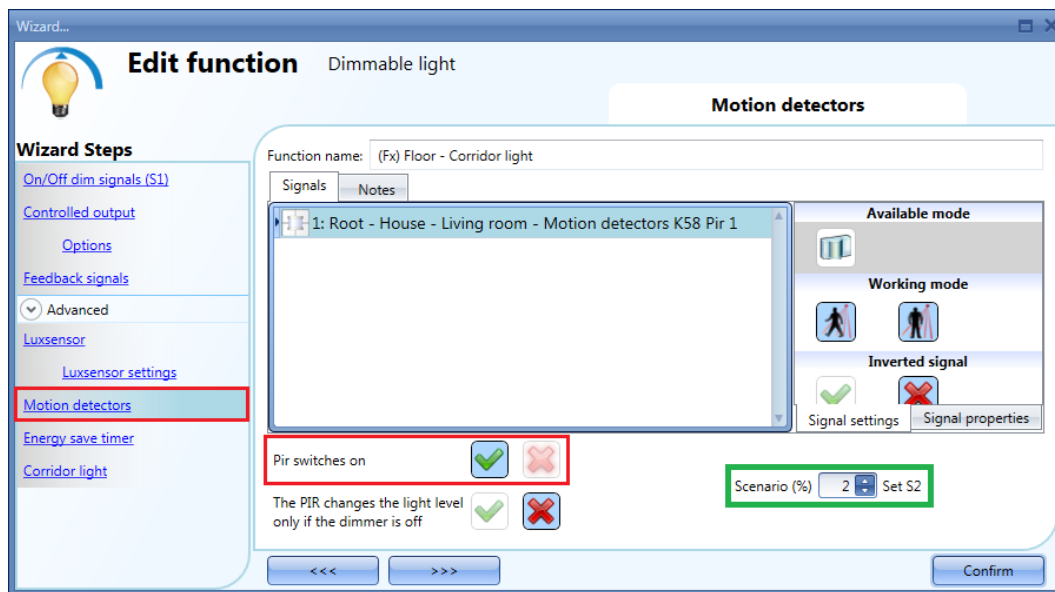 Wizard...
Edit function Dimmable light
Motion detectors
Wizard Steps
On/Off dim signals (S1)
Controlled output
Options
Feedback signals
Advanced
Luxsensor
Luxsensor settings
Motion detectors
Energy save timer
Corridor light
Function name: (Fx) Floor - Corridor light
Signals Notes
1: Root - House - Living room - Motion detectors K58 Pir 1
Available mode
Working mode
Inverted signal
Signal settings Signal properties
Pir switches on
The PIR changes the light level
only if the dimmer is off
Scenario (%) 2 Set S2
<<< >>> Confirm